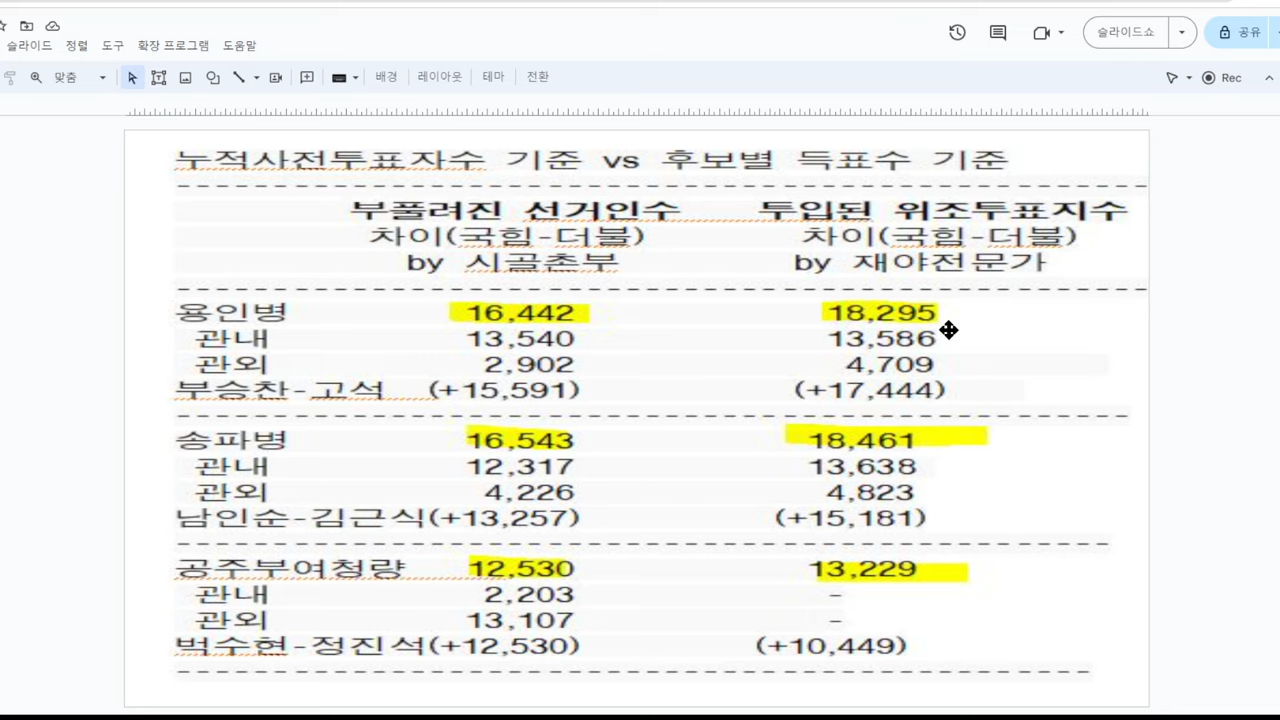 슬라이드 정렬 도구 확장 프로그램 도움말
슬라이드쇼 공유
맞춤 배경 레이아웃 테마 전환 Rec
누적사전투표자수 기준 vs 후보별 득표수 기준
부풀려진 선거인수 투입된 위조투표지수
차이(국힘-더불) 차이(국힘-더불)
by 시골촌부 by 재야전문가
용인병 16,442 18,295
관내 13,540 13,586
관외 2,902 4,709
부승찬-고석 (+15,591) (+17,444)
송파병 16,543 18,461
관내 12,317 13,638
관외 4,226 4,823
남인순-김근식(+13,257) (+15,181)
공주부여청량 12,530 13,229
관내 2,203 -
관외 13,107 -
벅수현-정진석(+12,530) (+10,449)